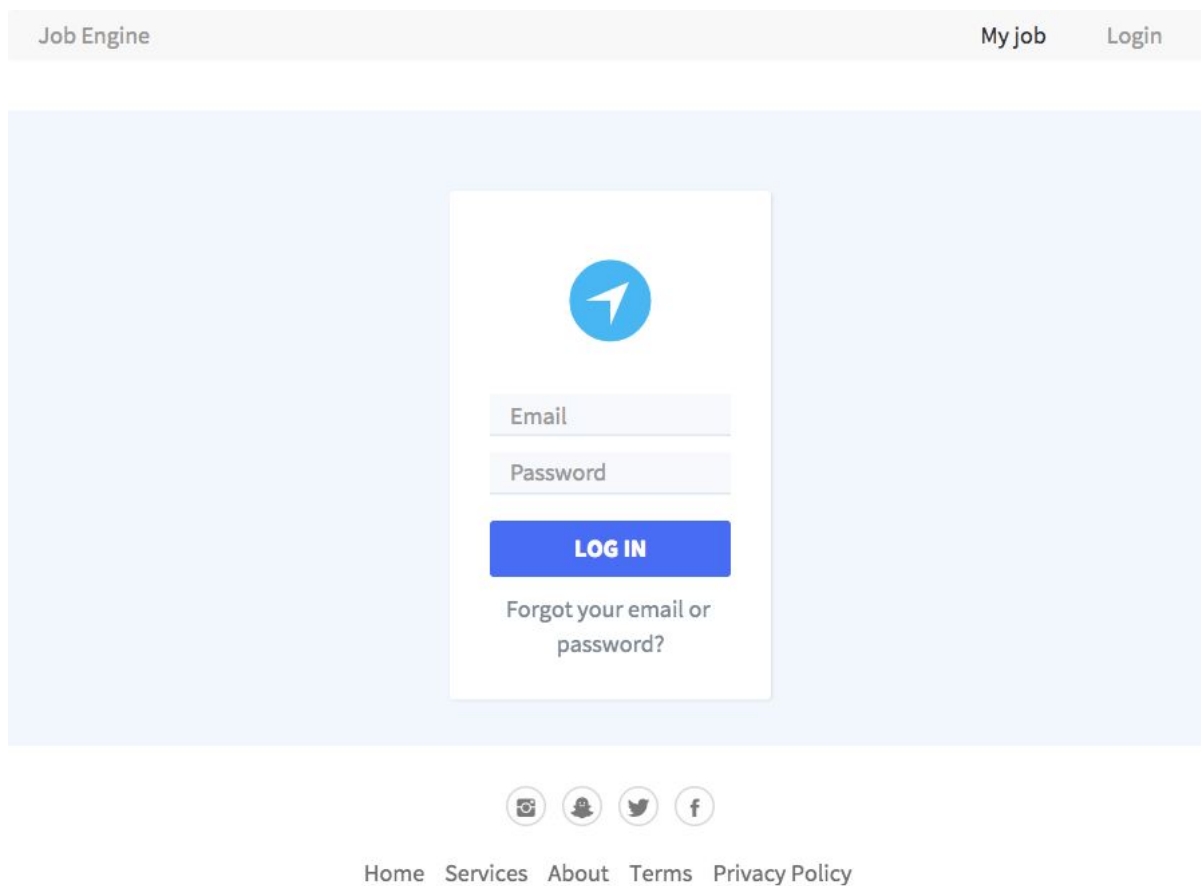 Job Engine My job Login
Email
Password
LOG IN
Forgot your email or
password?
Home Services About Terms Privacy Policy